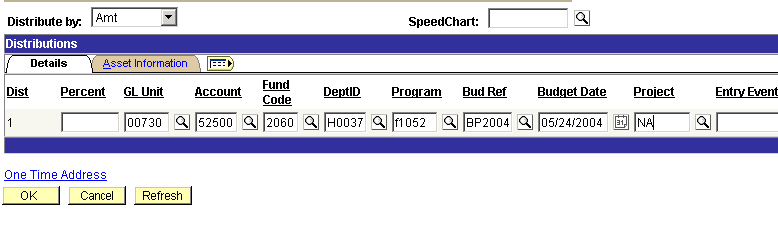 Distribute by: Amt SpeedChart:
Distributions
Details Asset Information
Dist Percent GL Unit Account Fund Code DeptID Program Bud Ref Budget Date Project Entry Event
1 00730 52500 2060 H0037 f1052 BP2004 05/24/2004 31 NA
One Time Address
OK Cancel Refresh